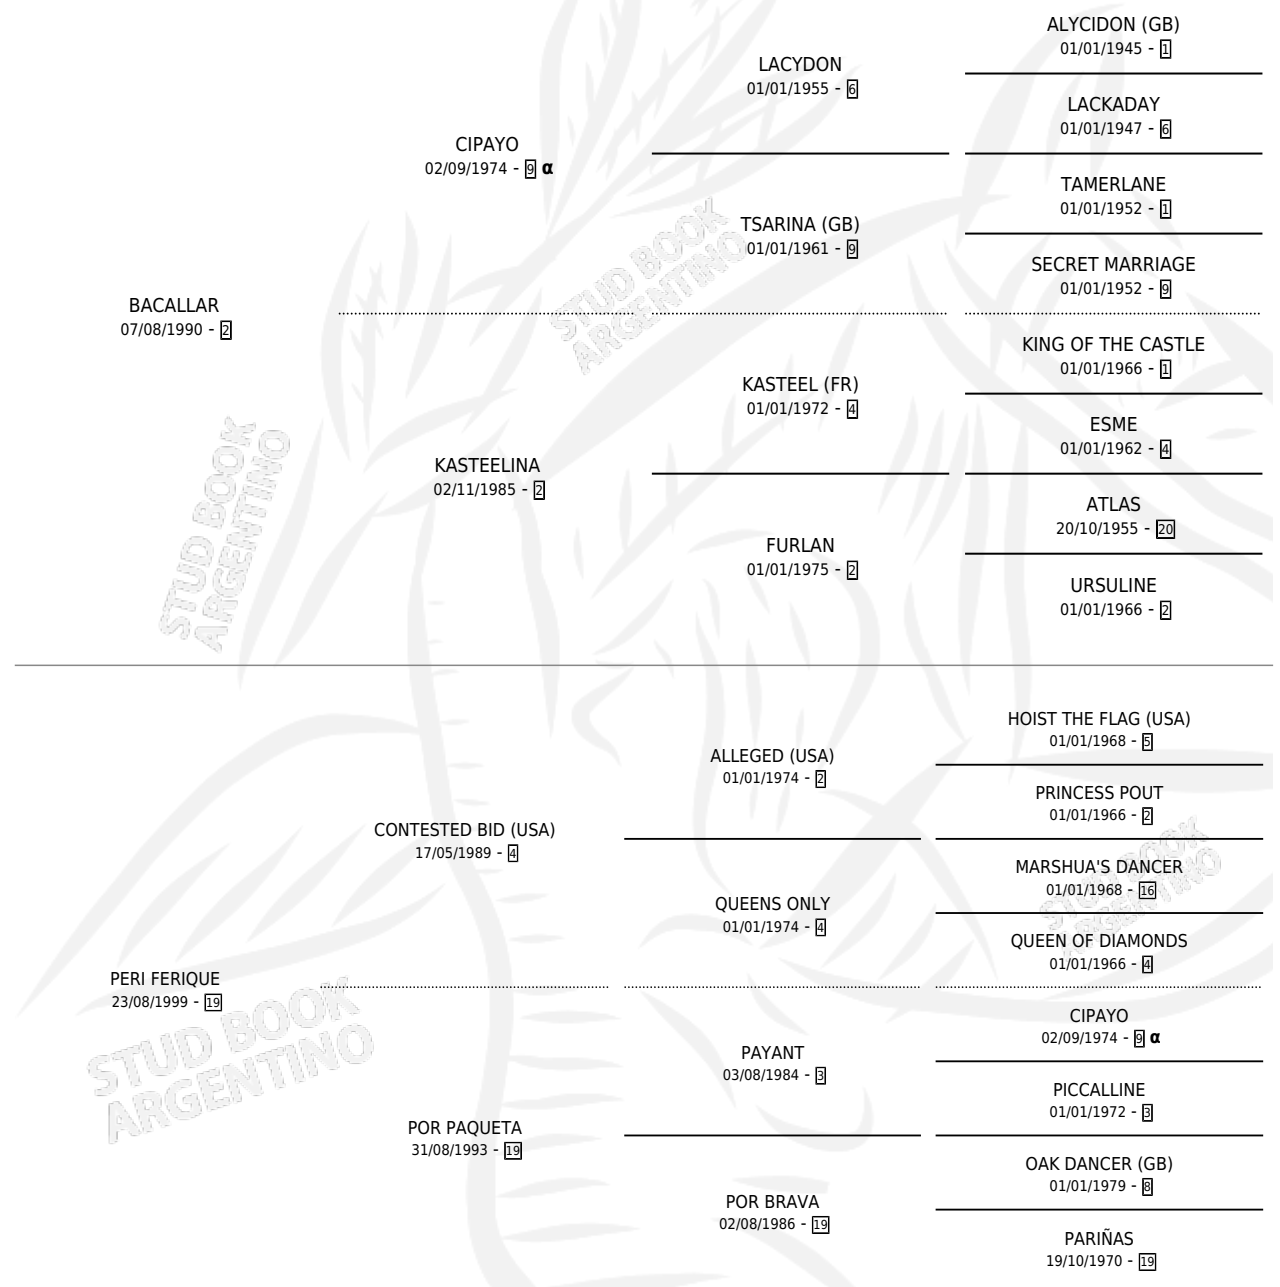 ALYCIDON (GB)
01/01/1945 - 1
LACYDON
01/01/1955 - 6
LACKADAY
01/01/1947 - 6
CIPAYO
02/09/1974 - 9 α
TAMERLANE
01/01/1952 - 1
TSARINA (GB)
01/01/1961 - 9
SECRET MARRIAGE
01/01/1952 - 9
BACALLAR
07/08/1990 - 2
KING OF THE CASTLE
01/01/1966 - 1
KASTEEL (FR)
01/01/1972 - 4
ESME
01/01/1962 - 4
KASTEELINA
02/11/1985 - 2
ATLAS
20/10/1955 - 20
FURLAN
01/01/1975 - 2
URSULINE
01/01/1966 - 2
HOIST THE FLAG (USA)
01/01/1968 - 5
ALLEGED (USA)
01/01/1974 - 2
PRINCESS POUT
01/01/1966 - 2
CONTESTED BID (USA)
17/05/1989 - 4
MARSHUA'S DANCER
01/01/1968 - 16
QUEENS ONLY
01/01/1974 - 4
QUEEN OF DIAMONDS
01/01/1966 - 4
PERI FERIQUE
23/08/1999 - 19
CIPAYO
02/09/1974 - 9 α
PAYANT
03/08/1984 - 3
PICCALLINE
01/01/1972 - 3
POR PAQUETA
31/08/1993 - 19
OAK DANCER (GB)
01/01/1979 - 8
POR BRAVA
02/08/1986 - 19
PARIÑAS
19/10/1970 - 19
STUD BOOK
ARGENTINO
STUD BOOK
ARGENTINO
STUD BOOK
ARGENTINO
STUD BOOK
ARGENTINO